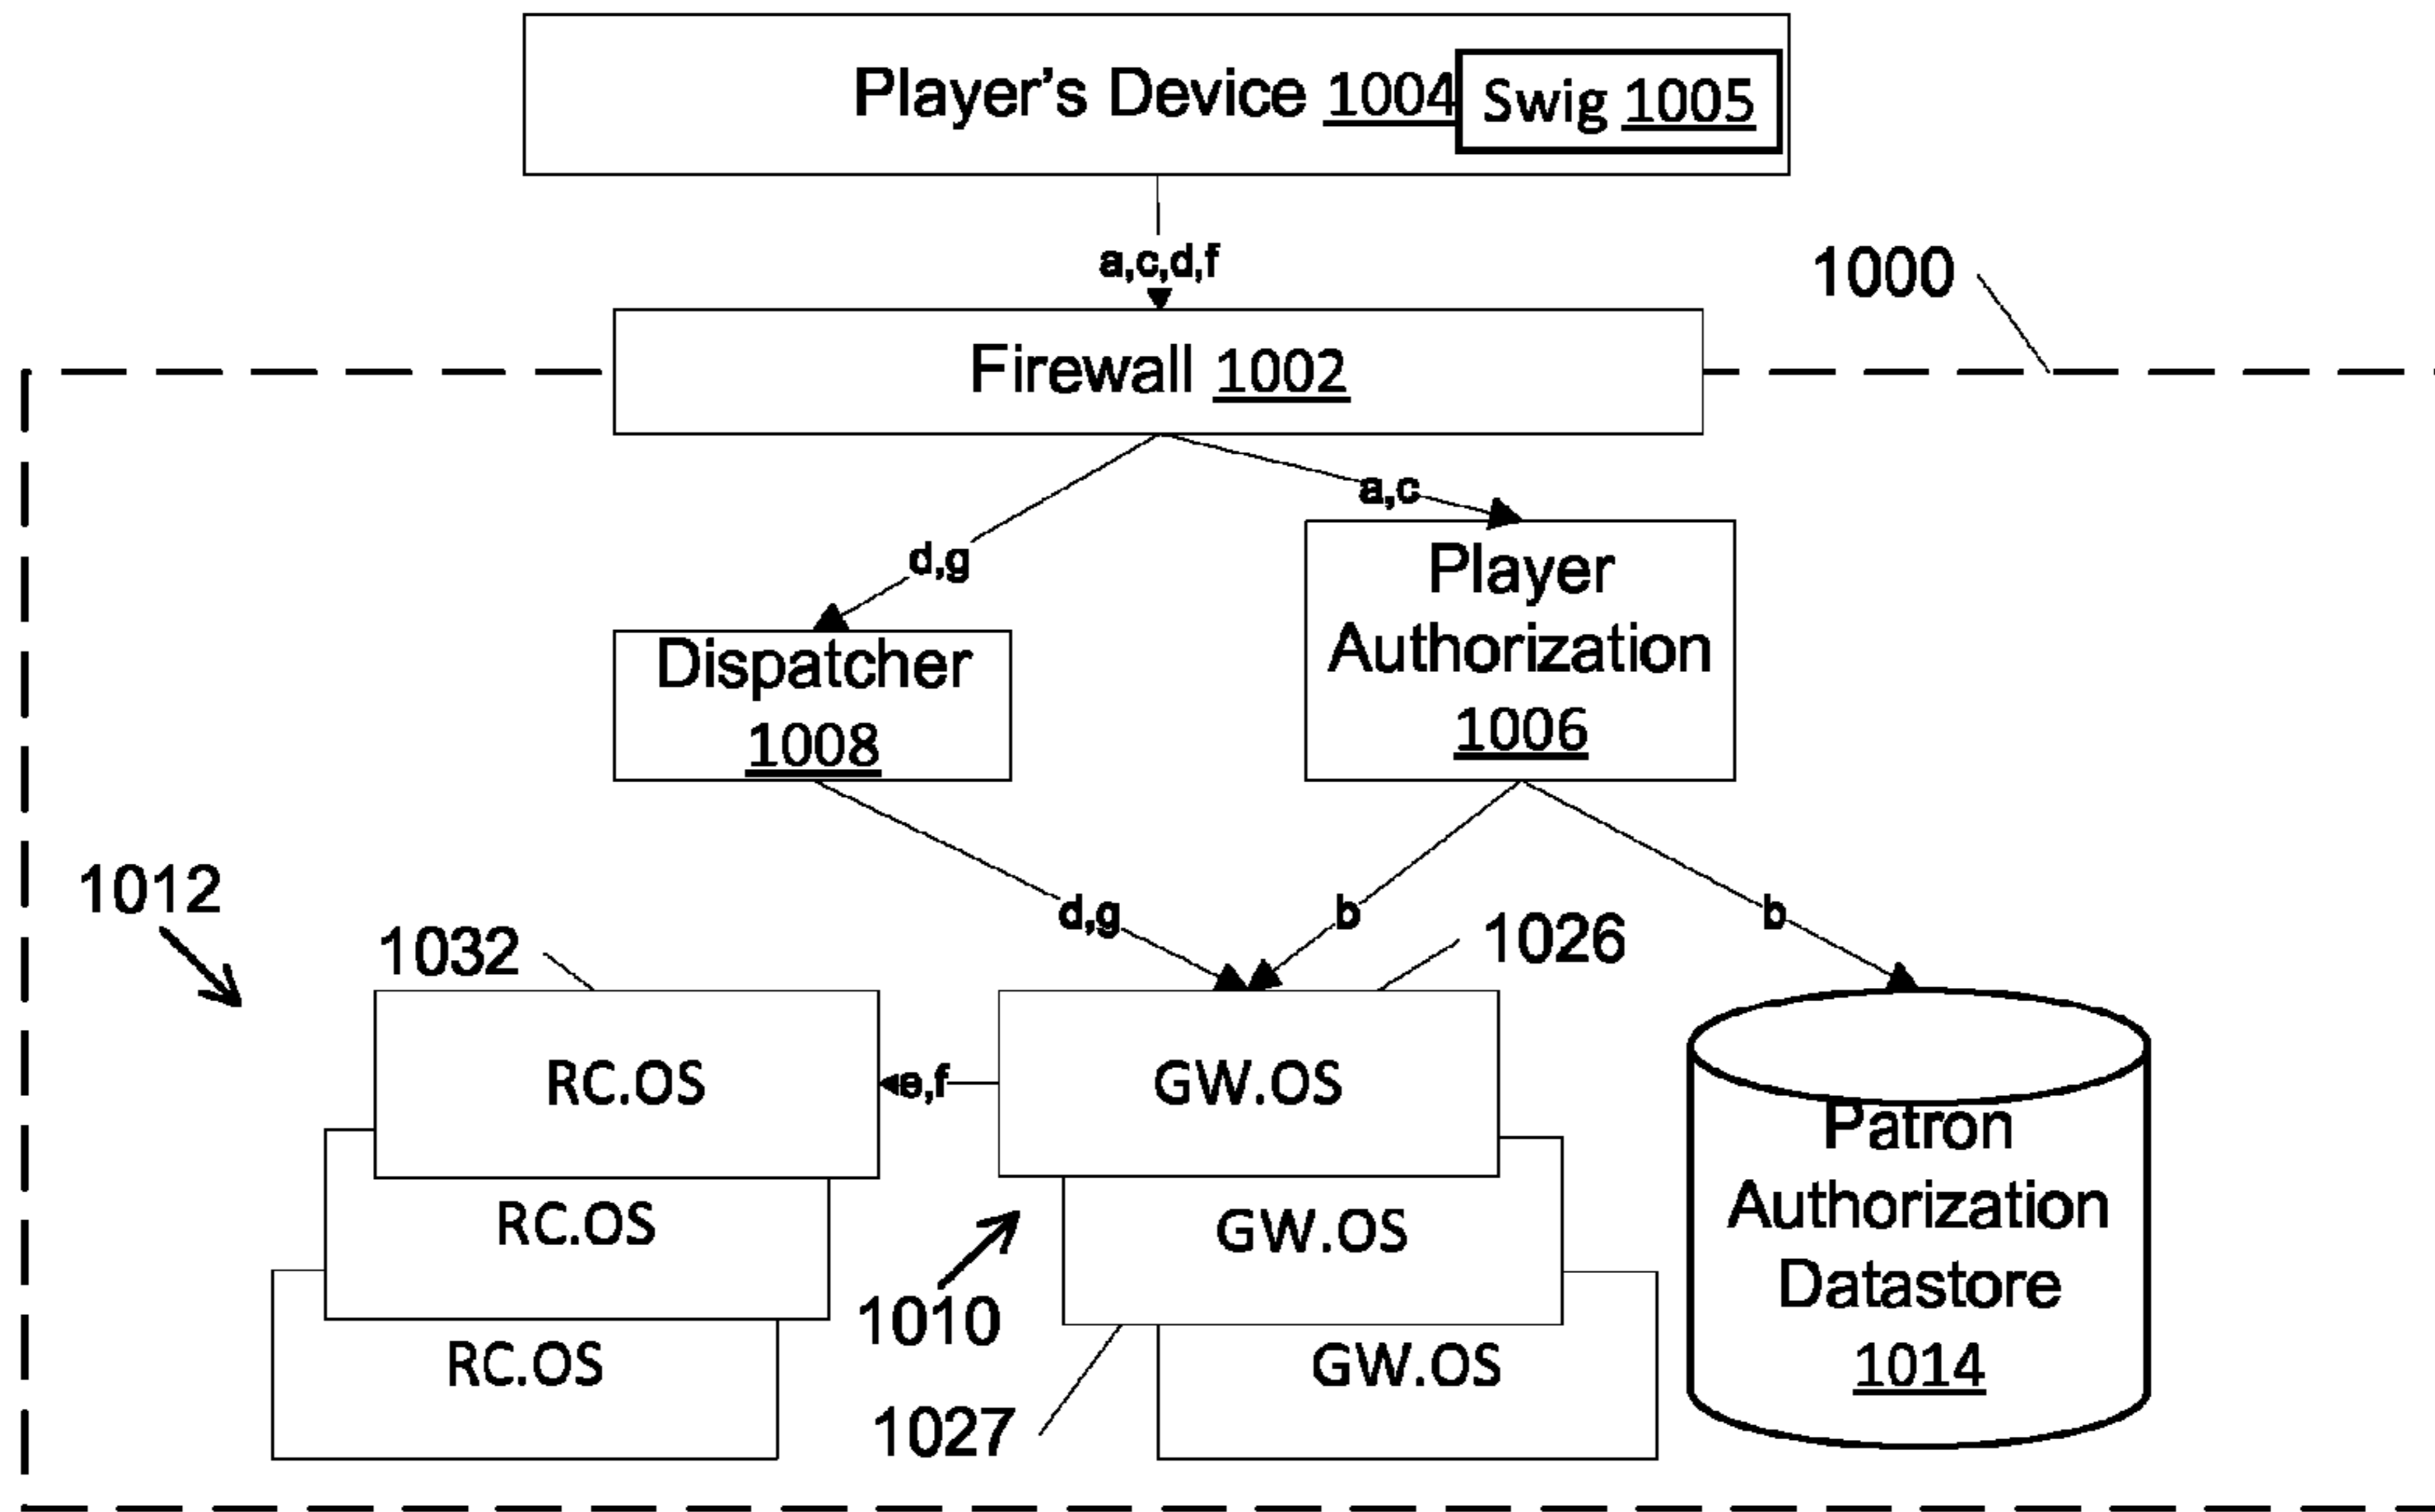 Player's Device 1004
Swig 1005
a,c,d,f
1000
Firewall 1002
a,c
d,g
Player
Authorization
1006
Dispatcher
1008
1012
d,g
b
b
1032
1026
RC.OS
e,f
GW.OS
Patron
Authorization
Datastore
1014
RC.OS
GW.OS
1010
RC.OS
GW.OS
1027